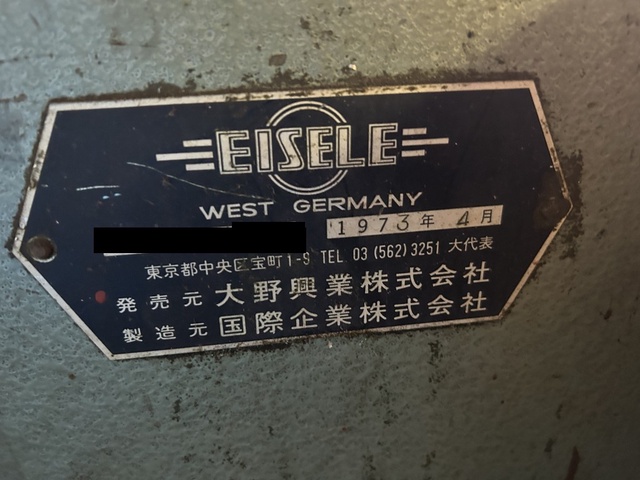 EISELE
WEST GERMANY
1973年 4月
東京都中央区宝町1-9 TEL 03 (562) 3251 大代表
発売元 大野興業株式会社
製造元 国際企業株式会社